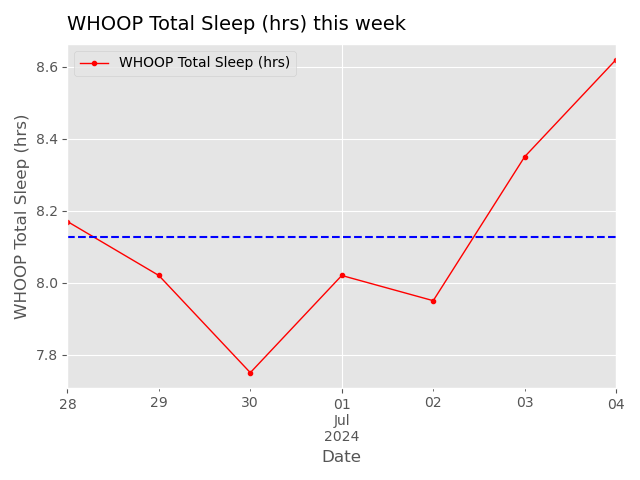 WHOOP Total Sleep (hrs) this week
WHOOP Total Sleep (hrs)
WHOOP Total Sleep (hrs)
8.6
8.4
8.2
8.0
7.8
28 29 30 01 02 03 04
Jul
2024
Date